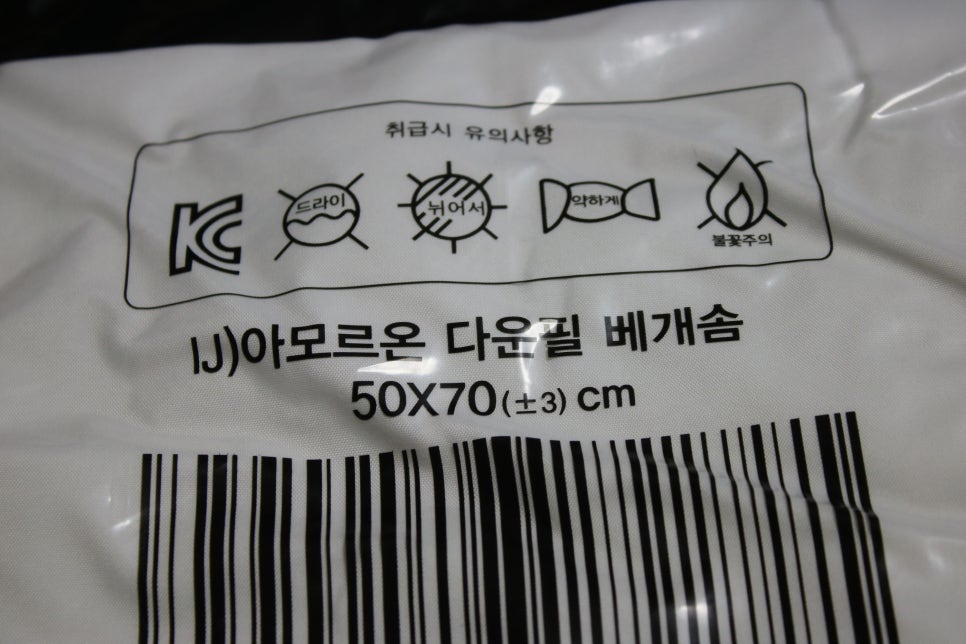 취급시 유의사항
KC 드라이 뉘어서 약하게
불꽃주의
IJ)아모르온 다운필 베개솜
50X70(±3) cm